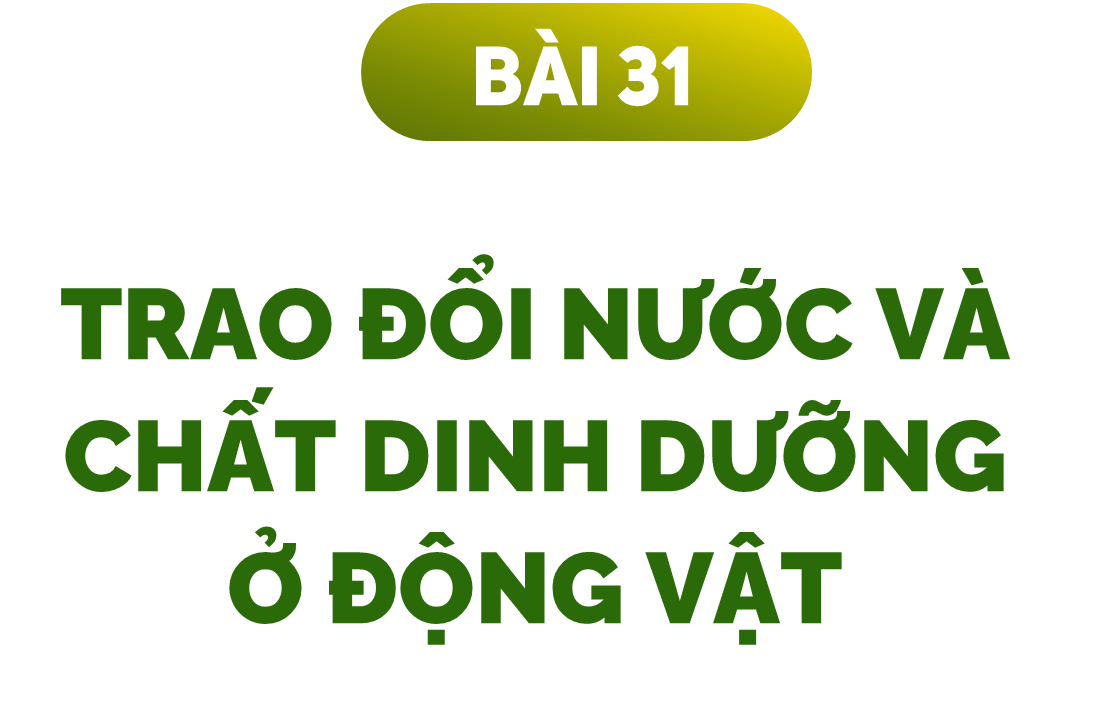 BÀI 31
TRAO ĐỔI NƯỚC VÀ
CHẤT DINH DƯỠNG
Ở ĐỘNG VẬT